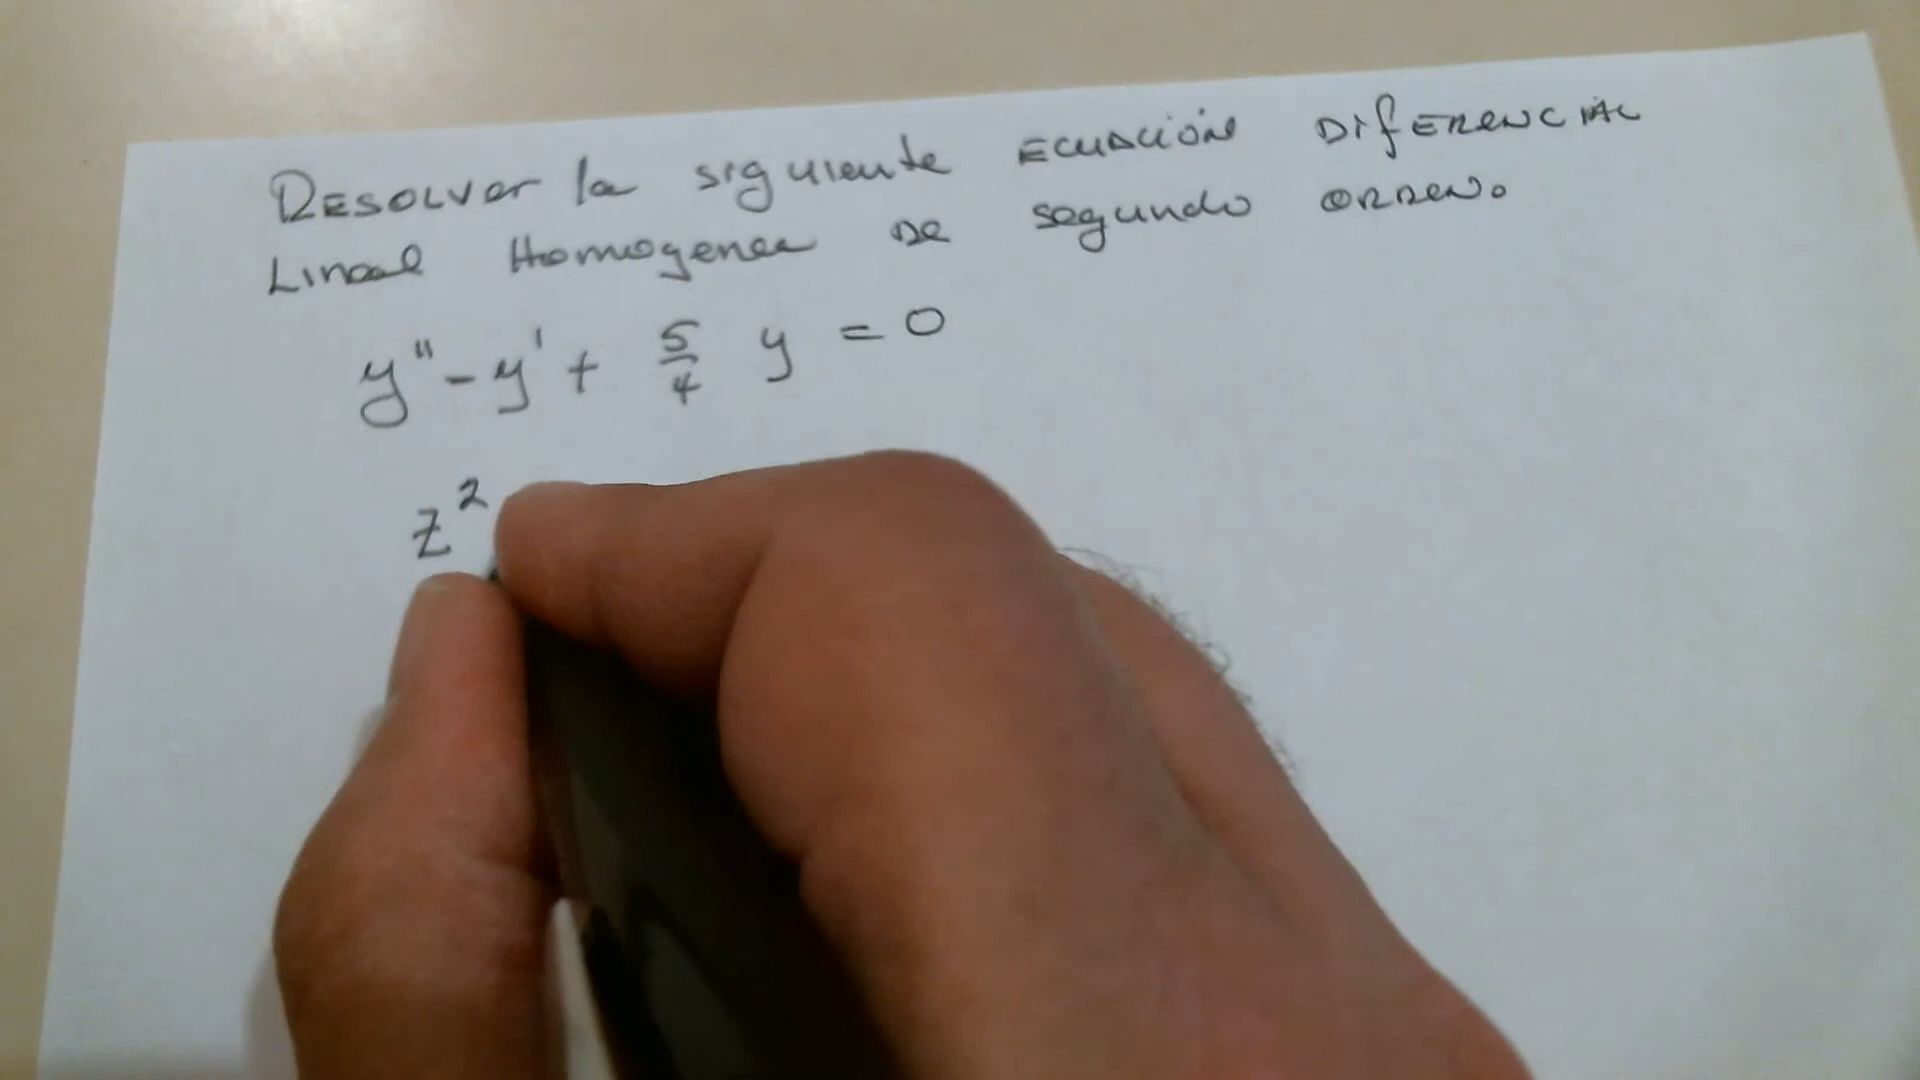 RESOLVER la siguiente ECUACIÓN DIFERENCIAL
LINEAL Homogenea DE segundo ORDEN.
y'' - y' + 5/4 y = 0
z²